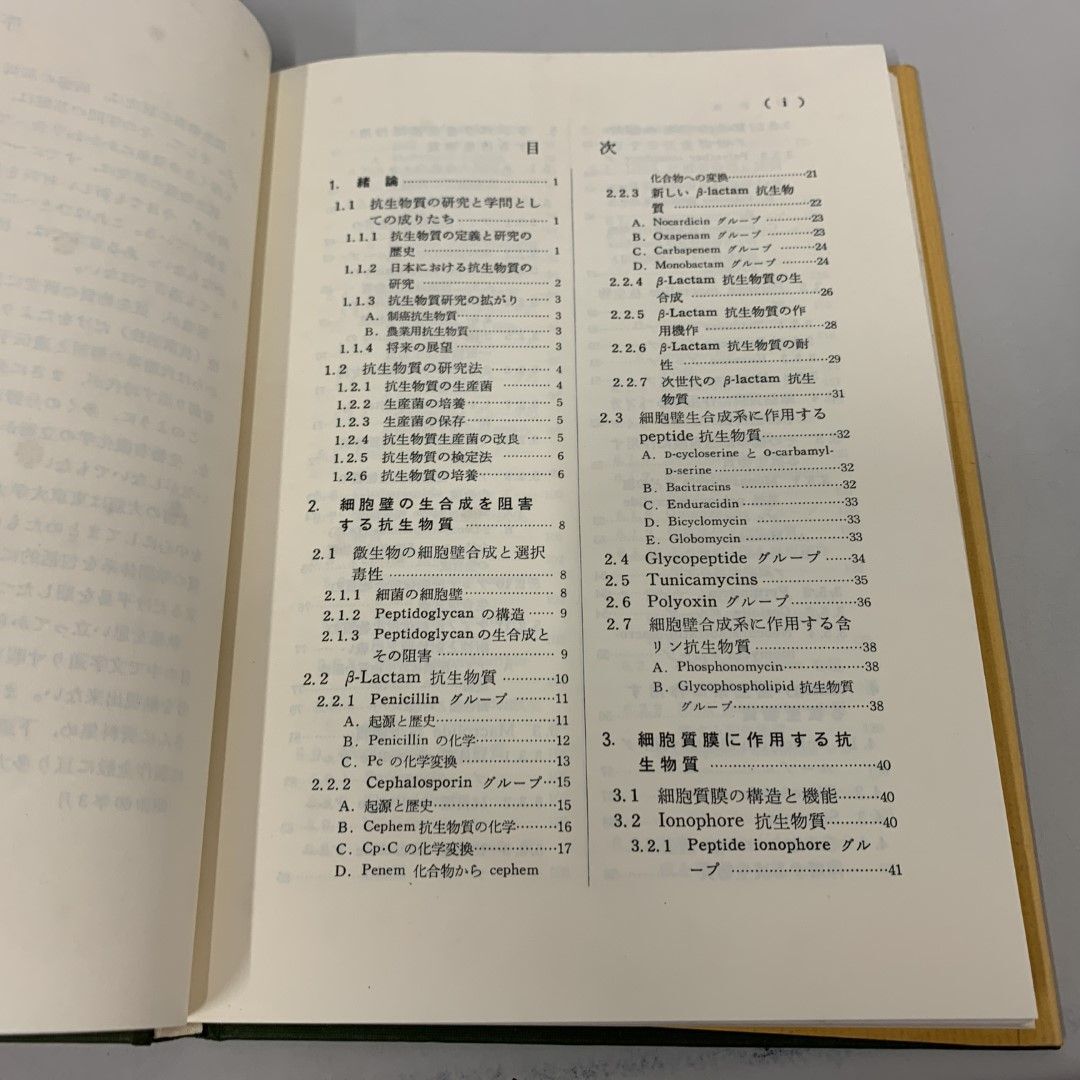 ( i )
目 次
1. 緒 論 …… 1
1.1 抗生物質の研究と学問とし
ての成りたち …… 1
1.1.1 抗生物質の定義と研究の
歴史 …… 1
1.1.2 日本における抗生物質の
研究 …… 2
1.1.3 抗生物質研究の拡がり …… 3
A. 制癌抗生物質 …… 3
B. 農業用抗生物質 …… 3
1.1.4 将来の展望 …… 3
1.2 抗生物質の研究法 …… 4
1.2.1 抗生物質の生産菌 …… 4
1.2.2 生産菌の培養 …… 5
1.2.3 生産菌の保存 …… 5
1.2.4 抗生物質生産菌の改良 …… 5
1.2.5 抗生物質の検定法 …… 6
1.2.6 抗生物質の培養 …… 6
2. 細胞壁の生合成を阻害
する抗生物質 …… 8
2.1 微生物の細胞壁合成と選択
毒性 …… 8
2.1.1 細菌の細胞壁 …… 8
2.1.2 Peptidoglycan の構造 …… 9
2.1.3 Peptidoglycan の生合成と
その阻害 …… 9
2.2 β-Lactam 抗生物質 …… 10
2.2.1 Penicillin グループ …… 11
A. 起源と歴史 …… 11
B. Penicillin の化学 …… 12
C. Pc の化学変換 …… 13
2.2.2 Cephalosporin グループ …… 15
A. 起源と歴史 …… 15
B. Cephem 抗生物質の化学 …… 16
C. Cp·C の化学変換 …… 17
D. Penem 化合物から cephem
化合物への変換 …… 21
2.2.3 新しい β-lactam 抗生物
質 …… 22
A. Nocardicin グループ …… 23
B. Oxapenam グループ …… 23
C. Carbapenem グループ …… 24
D. Monobactam グループ …… 24
2.2.4 β-Lactam 抗生物質の生
合成 …… 26
2.2.5 β-Lactam 抗生物質の作
用機作 …… 28
2.2.6 β-Lactam 抗生物質の耐
性 …… 29
2.2.7 次世代の β-lactam 抗生
物質 …… 31
2.3 細胞壁生合成系に作用する
peptide 抗生物質 …… 32
A. D-cycloserine と O-carbamyl-
D-serine …… 32
B. Bacitracins …… 32
C. Enduracidin …… 33
D. Bicyclomycin …… 33
E. Globomycin …… 33
2.4 Glycopeptide グループ …… 34
2.5 Tunicamycins …… 35
2.6 Polyoxin グループ …… 36
2.7 細胞壁合成系に作用する含
リン抗生物質 …… 38
A. Phosphonomycin …… 38
B. Glycophospholipid 抗生物質
グループ …… 38
3. 細胞質膜に作用する抗
生物質 …… 40
3.1 細胞質膜の構造と機能 …… 40
3.2 Ionophore 抗生物質 …… 40
3.2.1 Peptide ionophore グル
ープ …… 41